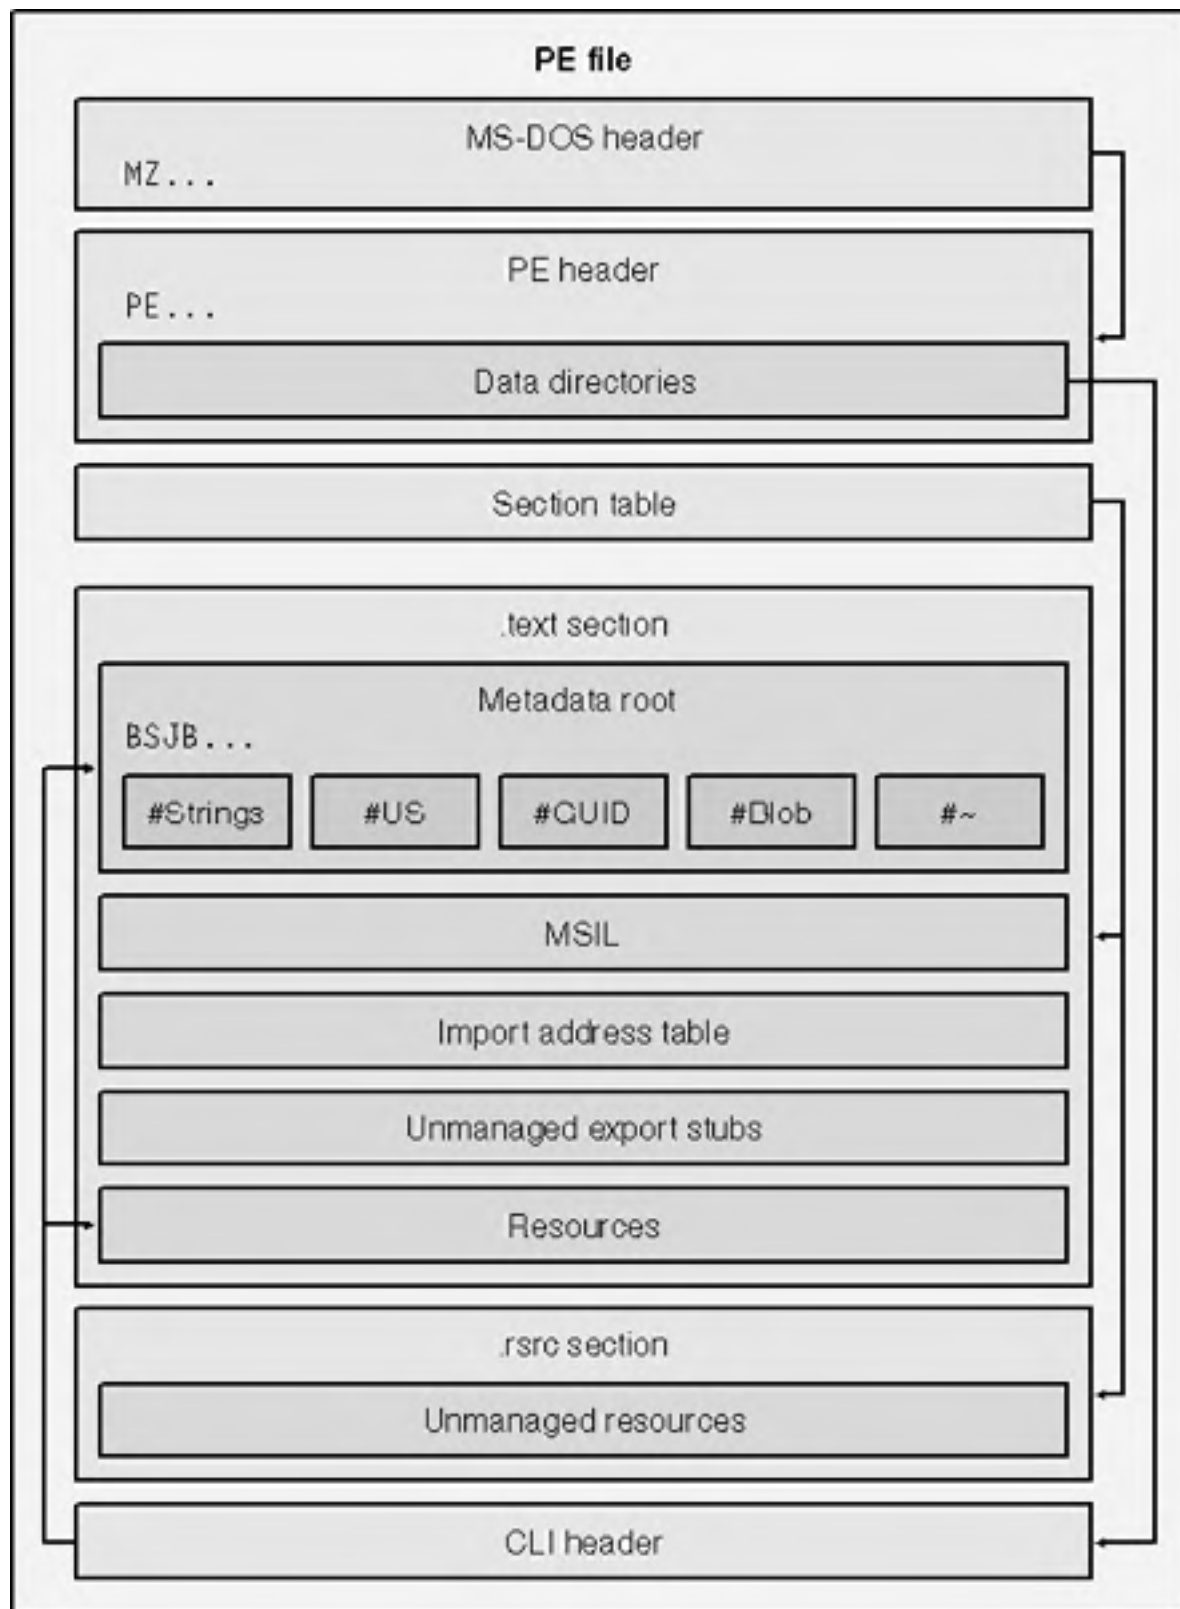 PE file
MS-DOS header
MZ...
PE header
PE...
Data directories
Section table
.text section
Metadata root
BSJB...
#Strings #US #GUID #Blob #~
MSIL
Import address table
Unmanaged export stubs
Resources
.rsrc section
Unmanaged resources
CLI header